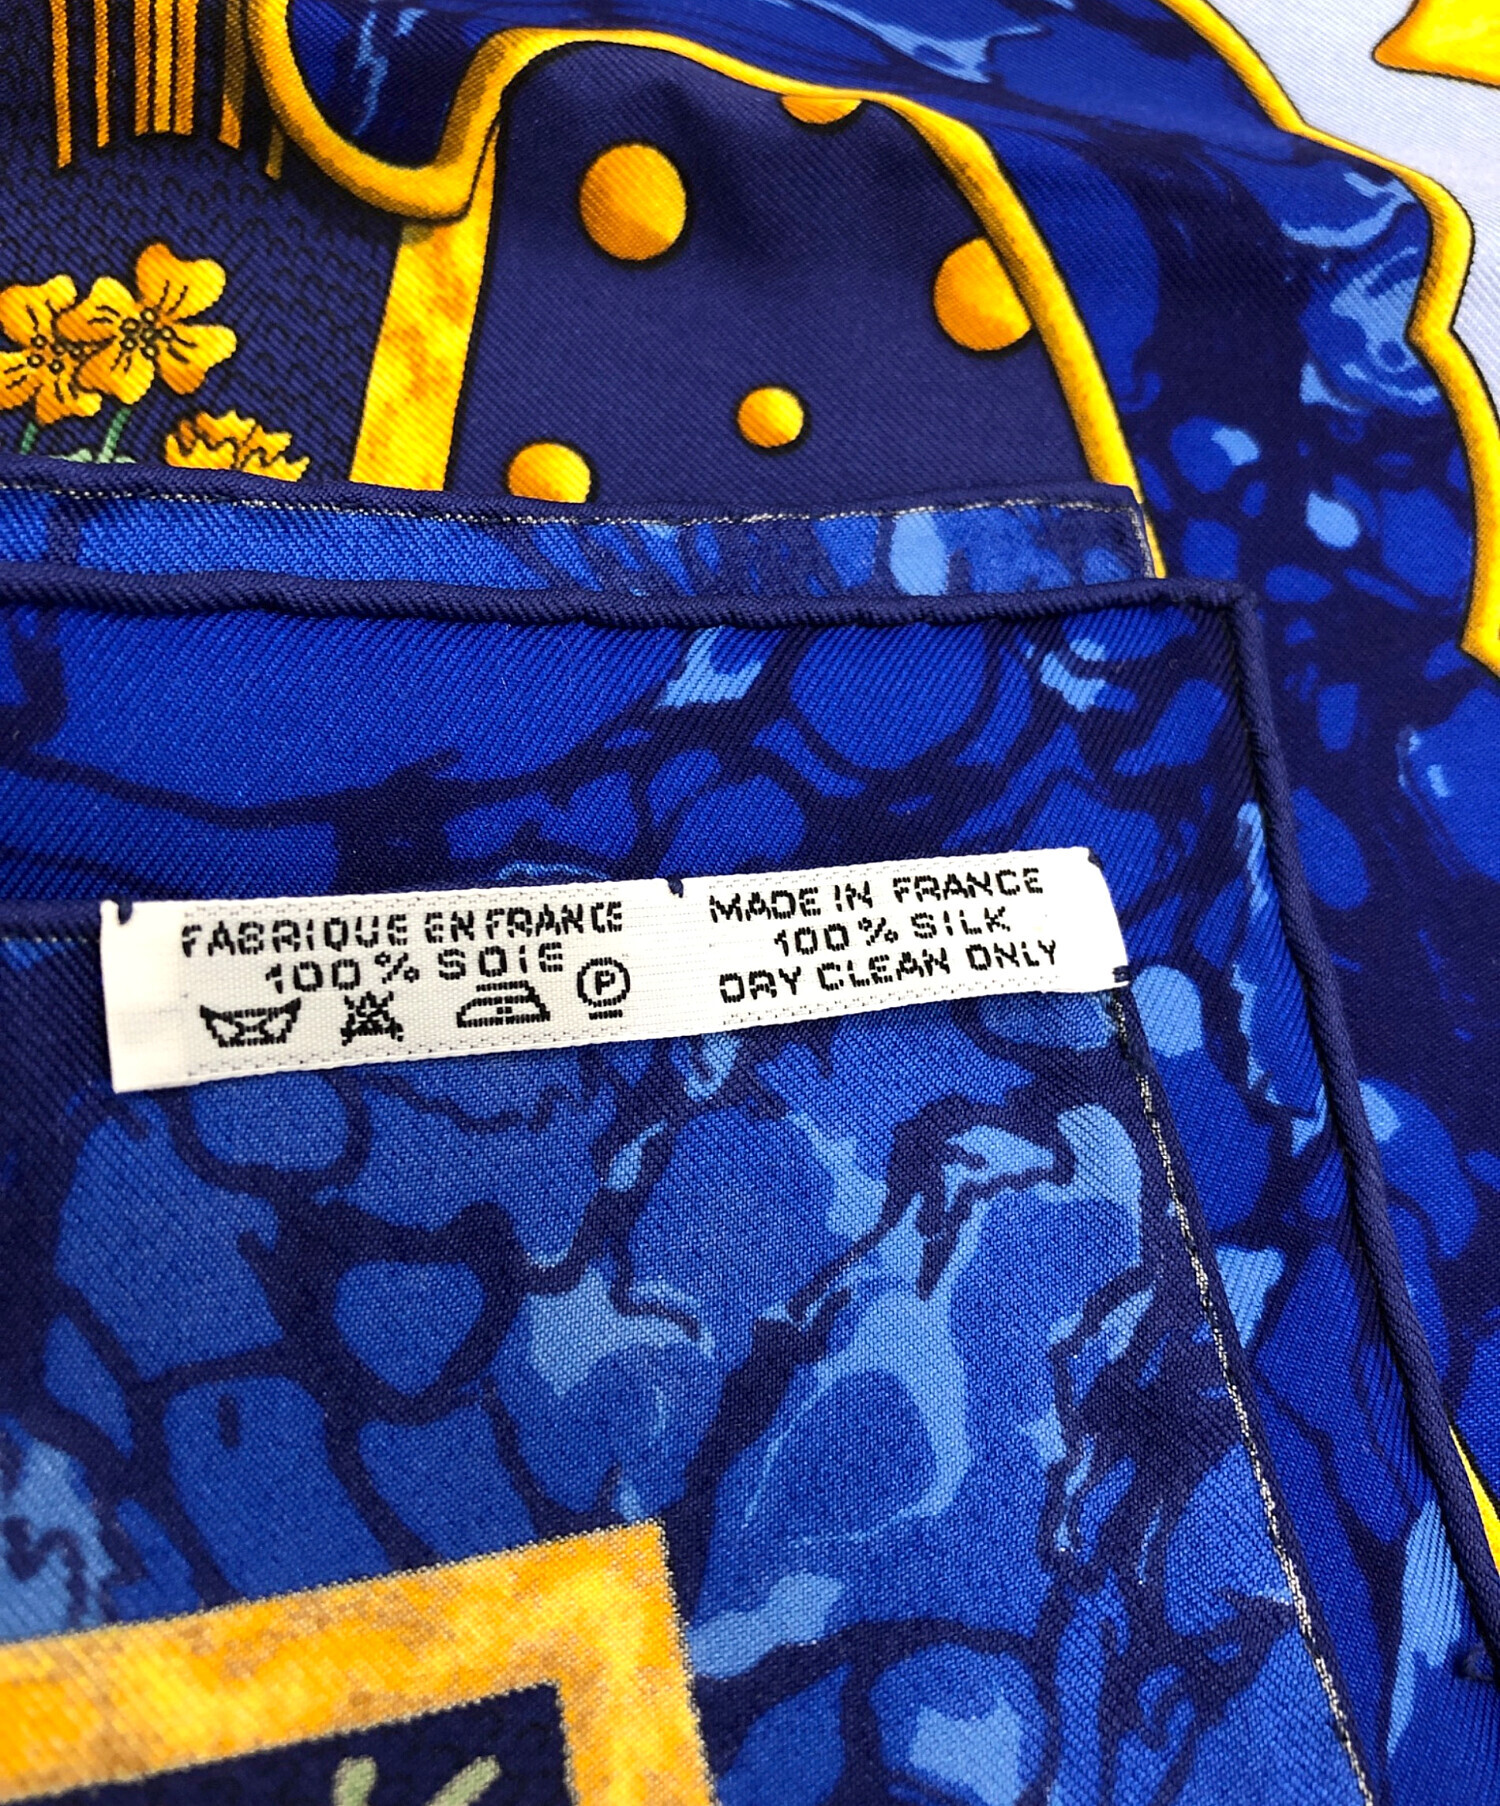 FABRIQUE EN FRANCE
100% SOIE
P
MADE IN FRANCE
100% SILK
DRY CLEAN ONLY